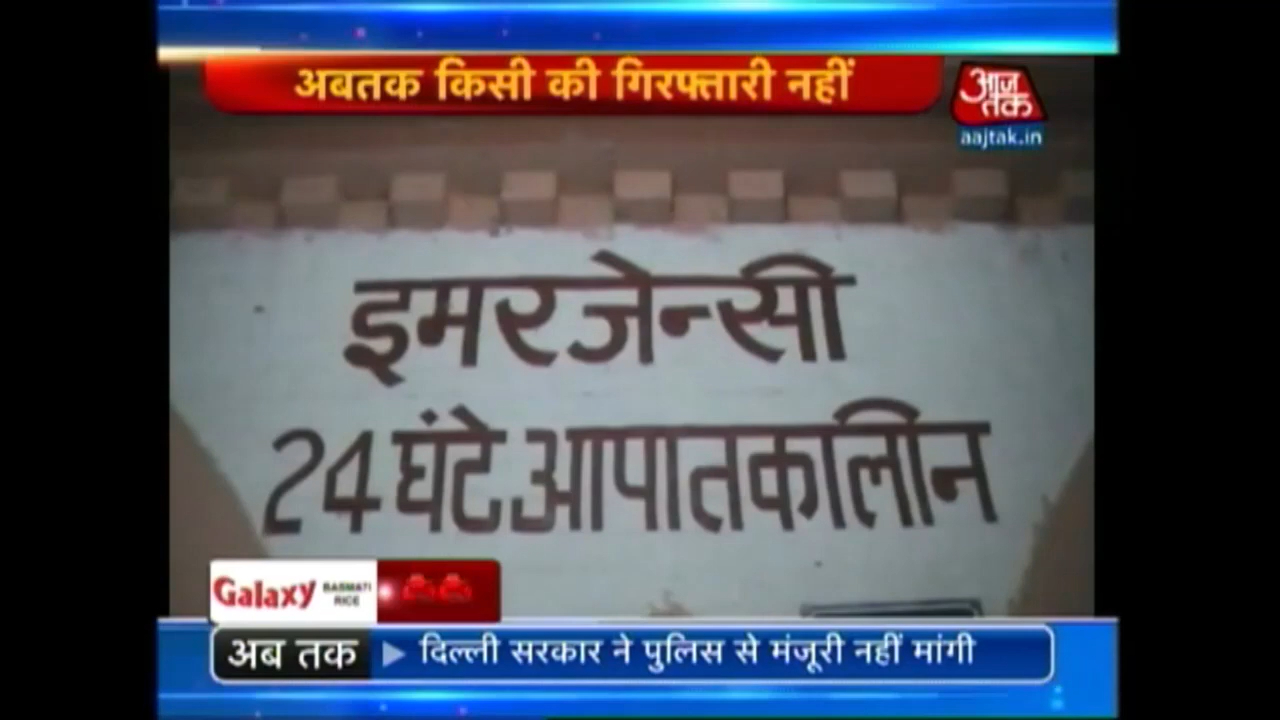 अबतक किसी की गिरफ्तारी नहीं
आज
तक
aajtak.in
इमरजेन्सी
24 घंटे आपातकालीन
Galaxy BASMATI
RICE
अब तक
दिल्ली सरकार ने पुलिस से मंजूरी नहीं मांगी